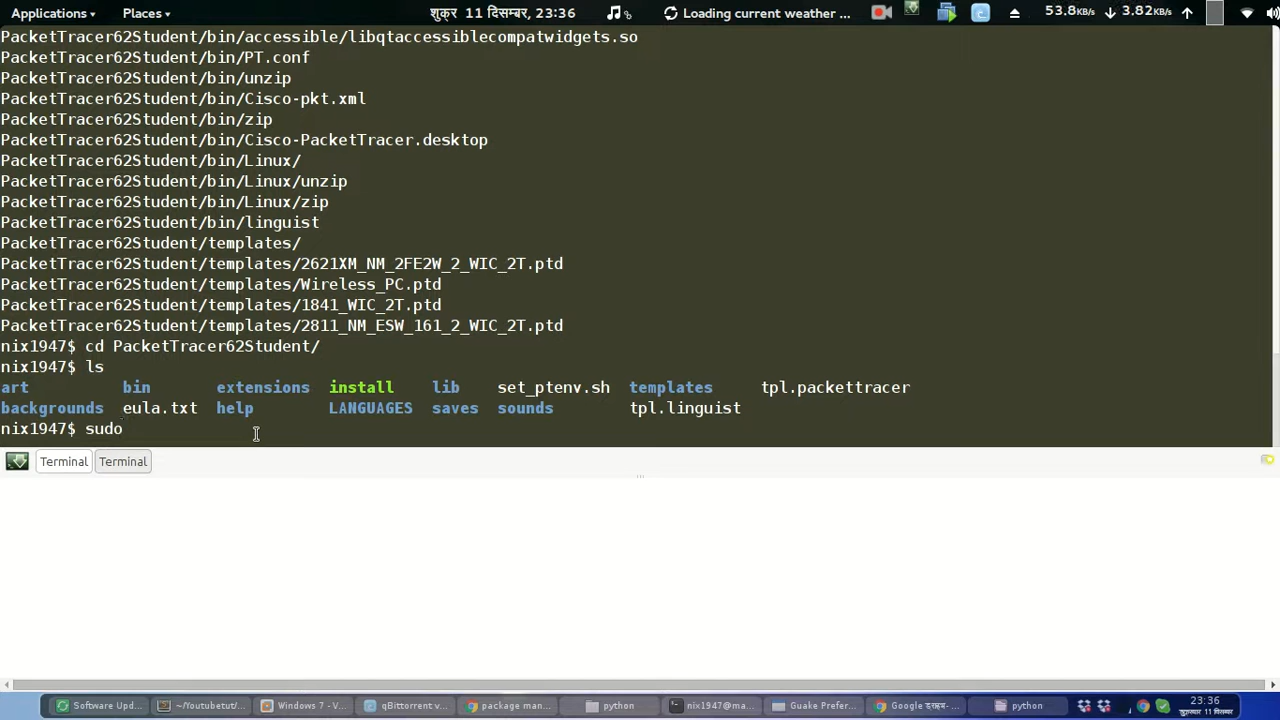 Applications Places शुक्र 11 दिसम्बर, 23:36 Loading current weather ... 53.8KB/s 3.82KB/s
PacketTracer62Student/bin/accessible/libqtaccessiblecompatwidgets.so
PacketTracer62Student/bin/PT.conf
PacketTracer62Student/bin/unzip
PacketTracer62Student/bin/Cisco-pkt.xml
PacketTracer62Student/bin/zip
PacketTracer62Student/bin/Cisco-PacketTracer.desktop
PacketTracer62Student/bin/Linux/
PacketTracer62Student/bin/Linux/unzip
PacketTracer62Student/bin/Linux/zip
PacketTracer62Student/bin/linguist
PacketTracer62Student/templates/
PacketTracer62Student/templates/2621XM_NM_2FE2W_2_WIC_2T.ptd
PacketTracer62Student/templates/Wireless_PC.ptd
PacketTracer62Student/templates/1841_WIC_2T.ptd
PacketTracer62Student/templates/2811_NM_ESW_161_2_WIC_2T.ptd
nix1947$ cd PacketTracer62Student/
nix1947$ ls
art bin extensions install lib set_ptenv.sh templates tpl.packettracer
backgrounds eula.txt help LANGUAGES saves sounds tpl.linguist
nix1947$ sudo
Terminal Terminal
Software Upd... ~/Youtubetut/... Windows 7 - V... qBittorrent v... package man... python nix1947@ma... Guake Prefer... python 23:36